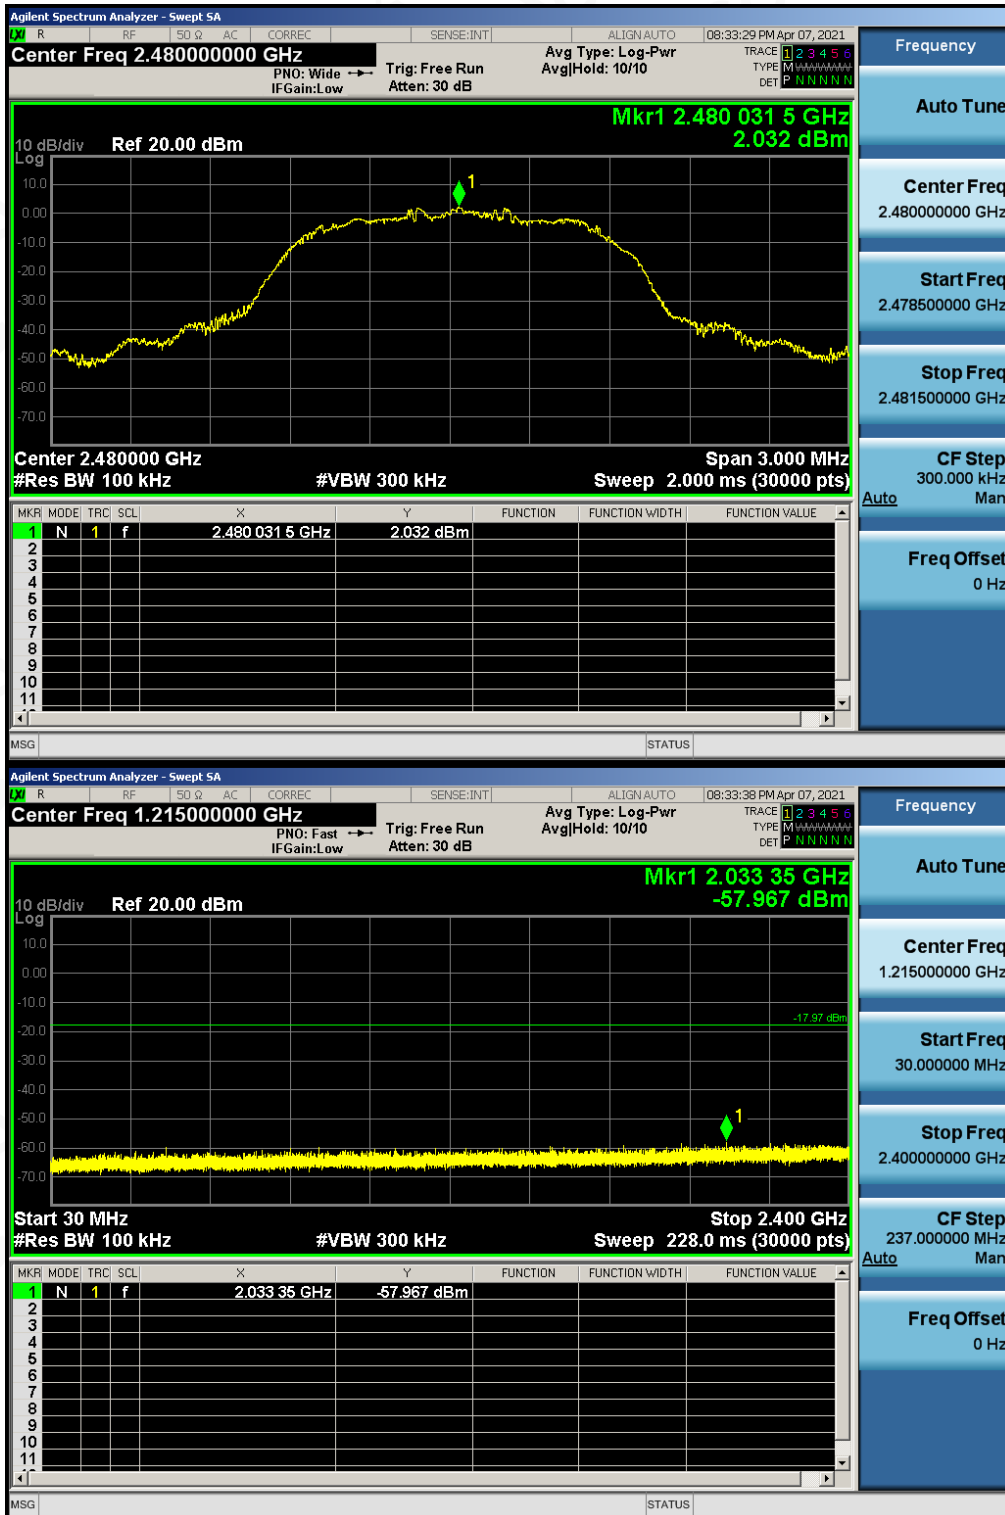 Agilent Spectrum Analyzer - Swept SA
LXI R RF 50 Ω AC CORREC SENSE:INT ALIGN AUTO 08:33:29 PM Apr 07, 2021
Center Freq 2.480000000 GHz
PNO: Wide
IFGain:Low
Trig: Free Run
Atten: 30 dB
Avg Type: Log-Pwr
Avg|Hold: 10/10
TRACE 1 2 3 4 5 6
TYPE M WWWWW
DET P N N N N N
Mkr1 2.480 031 5 GHz
2.032 dBm
10 dB/div Ref 20.00 dBm
Log
10.0
0.00
-10.0
-20.0
-30.0
-40.0
-50.0
-60.0
-70.0
1
Center 2.480000 GHz Span 3.000 MHz
#Res BW 100 kHz #VBW 300 kHz Sweep 2.000 ms (30000 pts)
MKR MODE TRC SCL X Y FUNCTION FUNCTION WIDTH FUNCTION VALUE
1 N 1 f 2.480 031 5 GHz 2.032 dBm
2
3
4
5
6
7
8
9
10
11
MSG STATUS
Frequency
Auto Tune
Center Freq
2.480000000 GHz
Start Freq
2.478500000 GHz
Stop Freq
2.481500000 GHz
CF Step
300.000 kHz
Auto Man
Freq Offset
0 Hz
Agilent Spectrum Analyzer - Swept SA
LXI R RF 50 Ω AC CORREC SENSE:INT ALIGN AUTO 08:33:38 PM Apr 07, 2021
Center Freq 1.215000000 GHz
PNO: Fast
IFGain:Low
Trig: Free Run
Atten: 30 dB
Avg Type: Log-Pwr
Avg|Hold: 10/10
TRACE 1 2 3 4 5 6
TYPE M WWWWW
DET P N N N N N
Mkr1 2.033 35 GHz
-57.967 dBm
10 dB/div Ref 20.00 dBm
Log
10.0
0.00
-10.0
-20.0
-30.0
-40.0
-50.0
-60.0
-70.0
-17.97 dBm
1
Start 30 MHz Stop 2.400 GHz
#Res BW 100 kHz #VBW 300 kHz Sweep 228.0 ms (30000 pts)
MKR MODE TRC SCL X Y FUNCTION FUNCTION WIDTH FUNCTION VALUE
1 N 1 f 2.033 35 GHz -57.967 dBm
2
3
4
5
6
7
8
9
10
11
MSG STATUS
Frequency
Auto Tune
Center Freq
1.215000000 GHz
Start Freq
30.000000 MHz
Stop Freq
2.400000000 GHz
CF Step
237.000000 MHz
Auto Man
Freq Offset
0 Hz